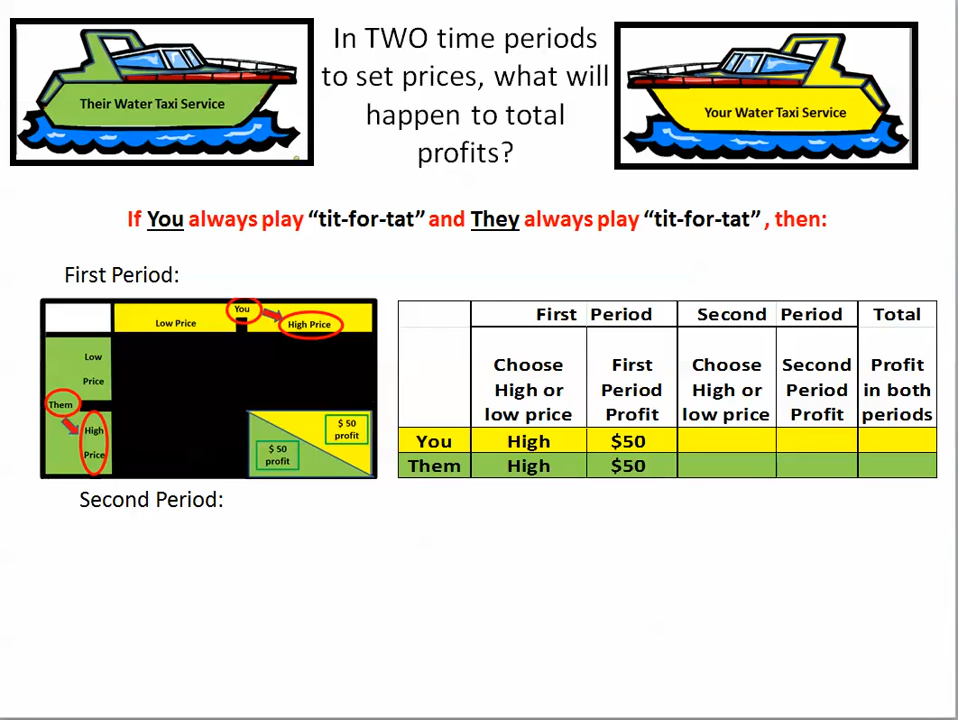 In TWO time periods
to set prices, what will
happen to total
profits?
Their Water Taxi Service
Your Water Taxi Service
If You always play “tit-for-tat” and They always play “tit-for-tat” , then:
First Period:
You
Low Price
High Price
Low
Price
Them
High
Price
$ 50
profit
$ 50
profit
First Period Second Period Total
Choose First Choose Second Profit
High or Period High or Period in both
low price Profit low price Profit periods
You High $50
Them High $50
Second Period: